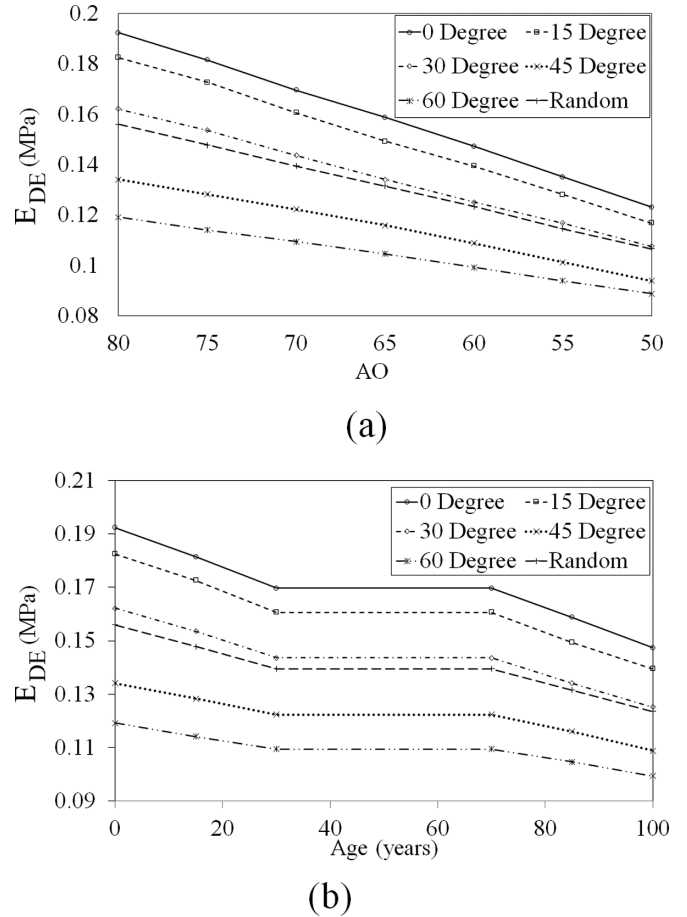 0.2
0.18
0.16
0.14
0.12
0.1
0.08
E_DE (MPa)
0 Degree 15 Degree
30 Degree 45 Degree
60 Degree Random
80 75 70 65 60 55 50
AO
(a)
0.21
0.19
0.17
0.15
0.13
0.11
0.09
E_DE (MPa)
0 Degree 15 Degree
30 Degree 45 Degree
60 Degree Random
0 20 40 60 80 100
Age (years)
(b)